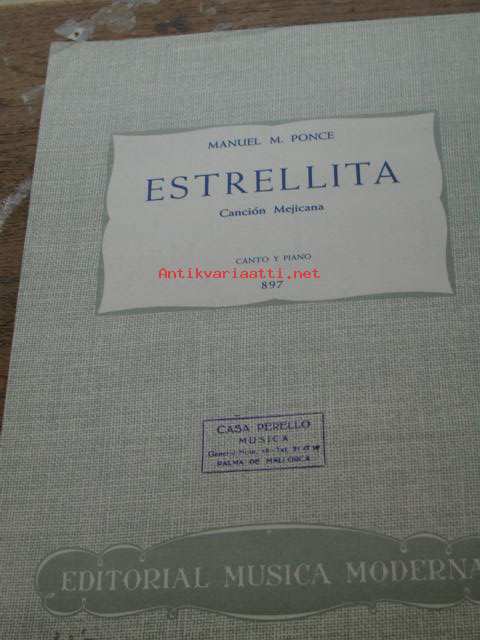 MANUEL M. PONCE
ESTRELLITA
Canción Mejicana
CANTO Y PIANO
Antikvariaatti.net
897
CASA PERELLO
MUSICA
PALMA DE MALLORCA
EDITORIAL MUSICA MODERNA